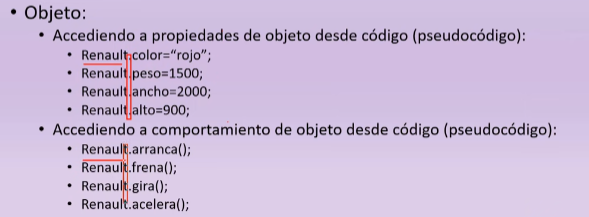 • Objeto:
• Accediendo a propiedades de objeto desde código (pseudocódigo):
• Renault.color=“rojo”;
• Renault.peso=1500;
• Renault.ancho=2000;
• Renault.alto=900;
• Accediendo a comportamiento de objeto desde código (pseudocódigo):
• Renault.arranca();
• Renault.frena();
• Renault.gira();
• Renault.acelera();